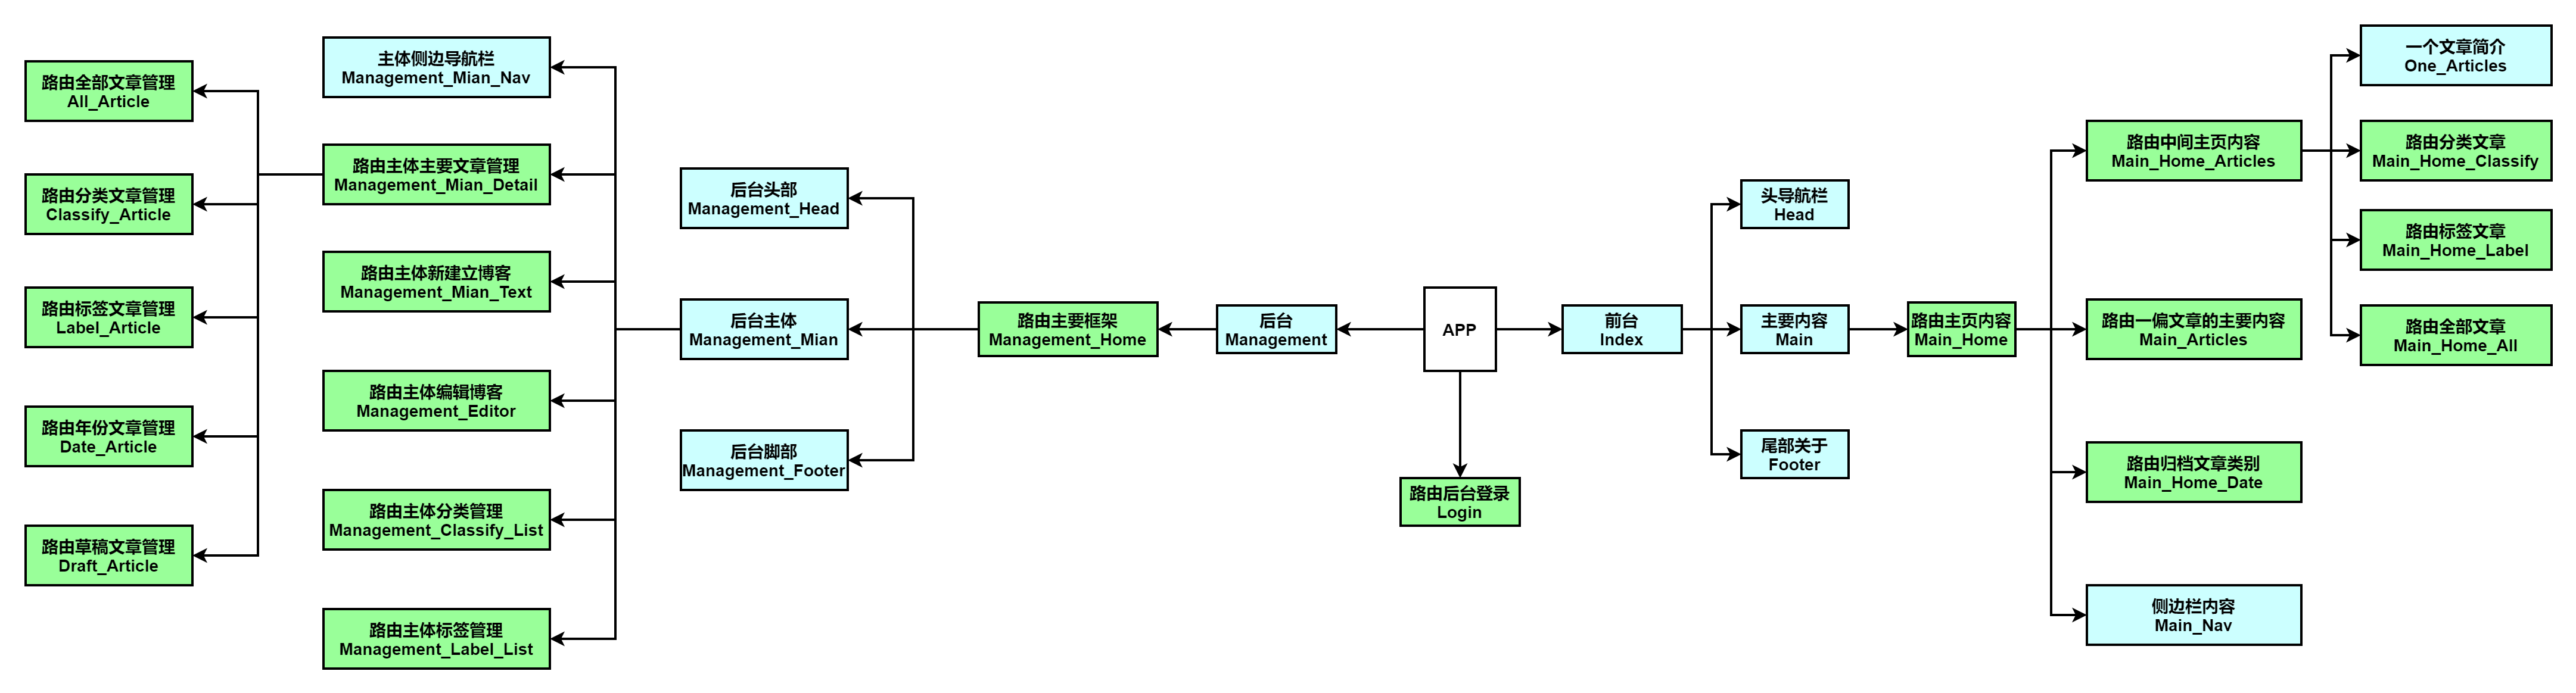 路由全部文章管理
All_Article
路由分类文章管理
Classify_Article
路由标签文章管理
Label_Article
路由年份文章管理
Date_Article
路由草稿文章管理
Draft_Article
主体侧边导航栏
Management_Mian_Nav
路由主体主要文章管理
Management_Mian_Detail
路由主体新建立博客
Management_Mian_Text
路由主体编辑博客
Management_Editor
路由主体分类管理
Management_Classify_List
路由主体标签管理
Management_Label_List
后台头部
Management_Head
后台主体
Management_Mian
后台脚部
Management_Footer
路由主要框架
Management_Home
后台
Management
APP
路由后台登录
Login
前台
Index
头导航栏
Head
主要内容
Main
尾部关于
Footer
路由主页内容
Main_Home
路由中间主页内容
Main_Home_Articles
路由一偏文章的主要内容
Main_Articles
路由归档文章类别
Main_Home_Date
侧边栏内容
Main_Nav
一个文章简介
One_Articles
路由分类文章
Main_Home_Classify
路由标签文章
Main_Home_Label
路由全部文章
Main_Home_All